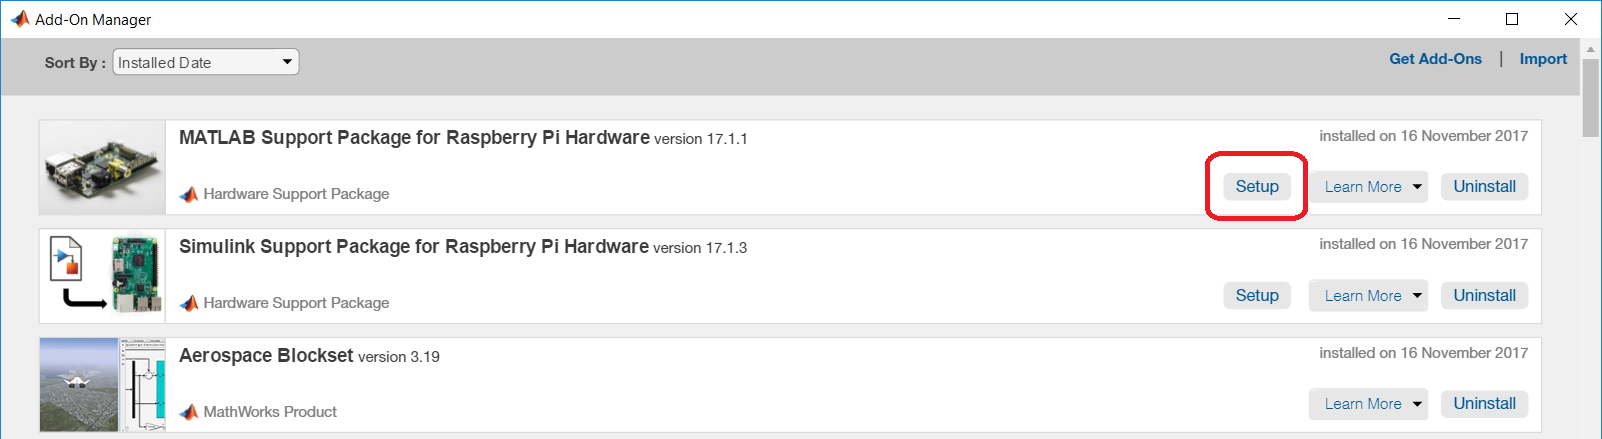 Add-On Manager
Sort By : Installed Date Get Add-Ons | Import
MATLAB Support Package for Raspberry Pi Hardware version 17.1.1 installed on 16 November 2017
Hardware Support Package Setup Learn More Uninstall
Simulink Support Package for Raspberry Pi Hardware version 17.1.3 installed on 16 November 2017
Hardware Support Package Setup Learn More Uninstall
Aerospace Blockset version 3.19 installed on 16 November 2017
MathWorks Product Learn More Uninstall